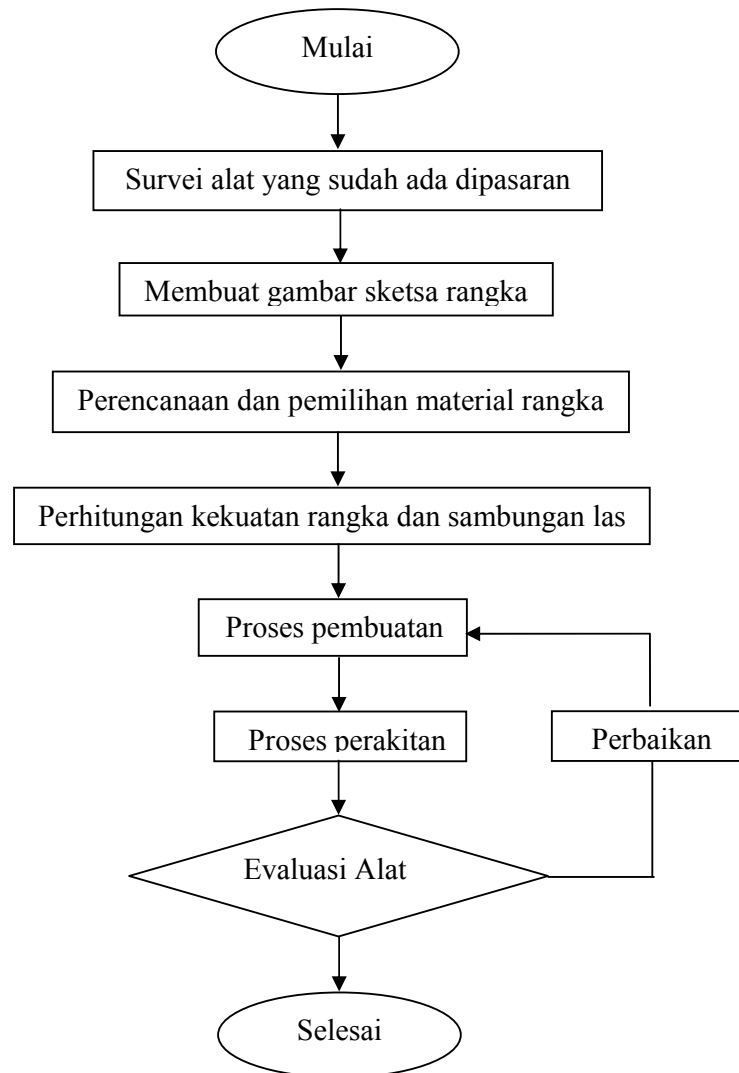 Mulai
Survei alat yang sudah ada dipasaran
Membuat gambar sketsa rangka
Perencanaan dan pemilihan material rangka
Perhitungan kekuatan rangka dan sambungan las
Proses pembuatan
Proses perakitan
Perbaikan
Evaluasi Alat
Selesai